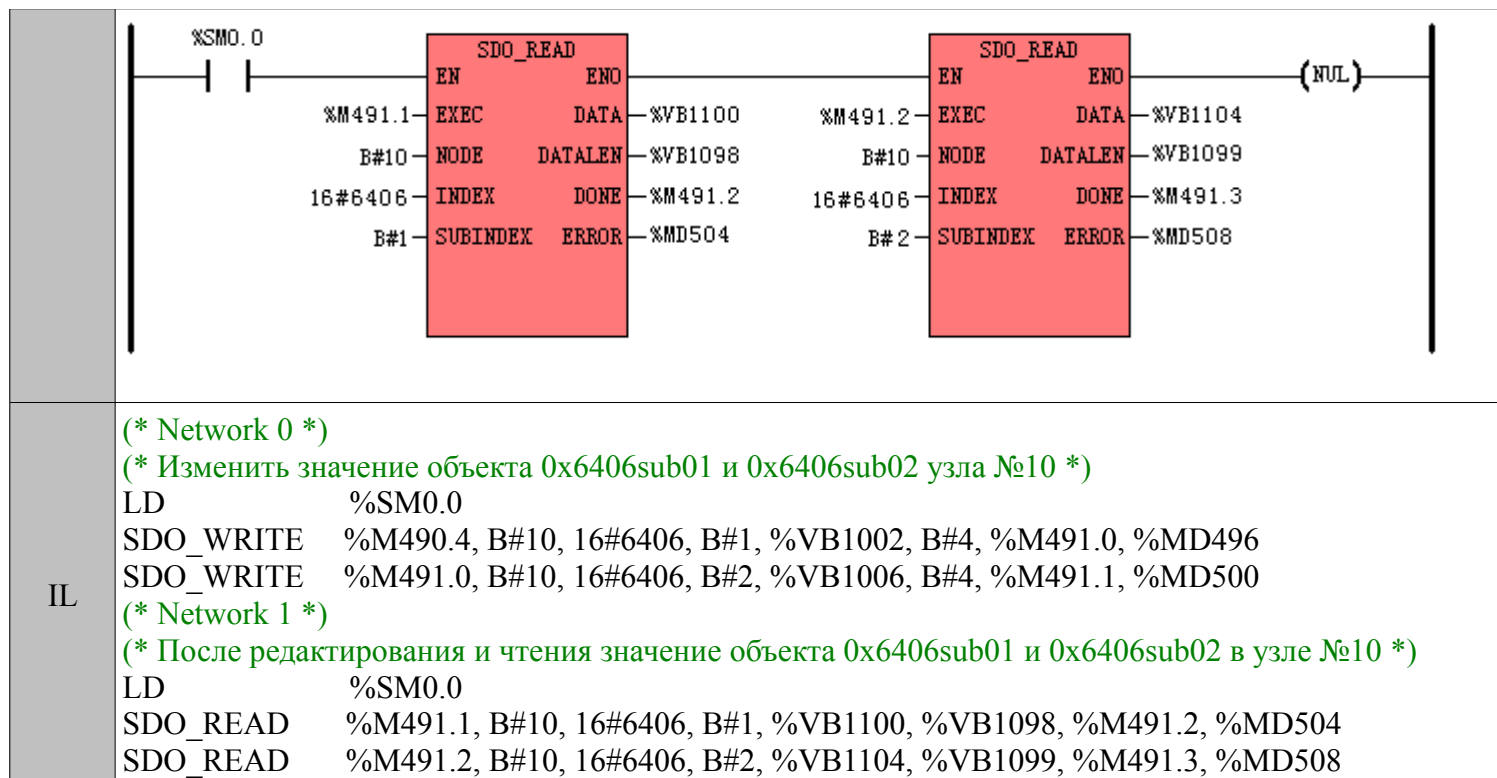 %SM0.0
SDO_READ SDO_READ
EN ENO EN ENO (NUL)
%M491.1 EXEC DATA %VB1100 %M491.2 EXEC DATA %VB1104
B#10 NODE DATALEN %VB1098 B#10 NODE DATALEN %VB1099
16#6406 INDEX DONE %M491.2 16#6406 INDEX DONE %M491.3
B#1 SUBINDEX ERROR %MD504 B#2 SUBINDEX ERROR %MD508
IL
(* Network 0 *)
(* Изменить значение объекта 0x6406sub01 и 0x6406sub02 узла №10 *)
LD %SM0.0
SDO_WRITE %M490.4, B#10, 16#6406, B#1, %VB1002, B#4, %M491.0, %MD496
SDO_WRITE %M491.0, B#10, 16#6406, B#2, %VB1006, B#4, %M491.1, %MD500
(* Network 1 *)
(* После редактирования и чтения значение объекта 0x6406sub01 и 0x6406sub02 в узле №10 *)
LD %SM0.0
SDO_READ %M491.1, B#10, 16#6406, B#1, %VB1100, %VB1098, %M491.2, %MD504
SDO_READ %M491.2, B#10, 16#6406, B#2, %VB1104, %VB1099, %M491.3, %MD508